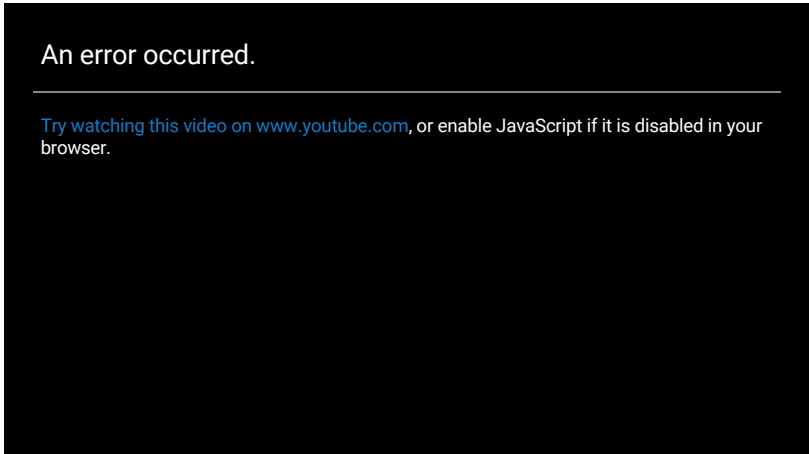 An error occurred.
Try watching this video on www.youtube.com, or enable JavaScript if it is disabled in your
browser.